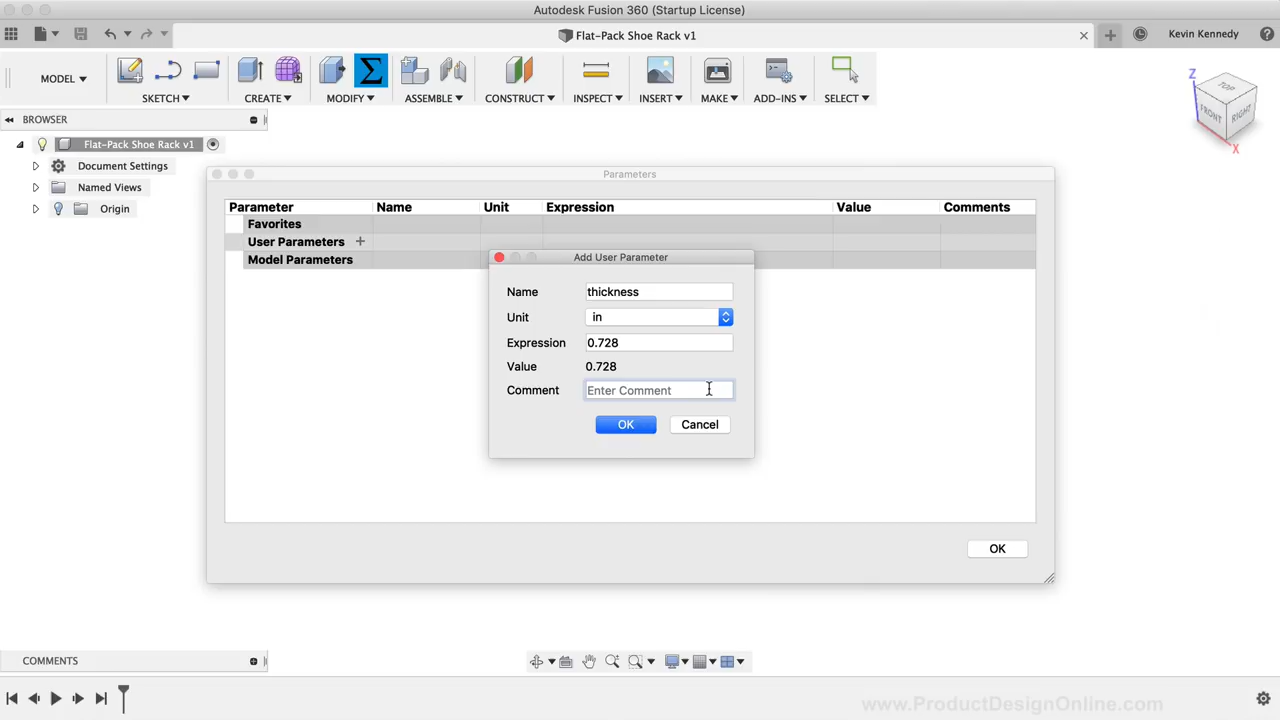 Autodesk Fusion 360 (Startup License)
Flat-Pack Shoe Rack v1
Kevin Kennedy
MODEL
SKETCH
CREATE
MODIFY
ASSEMBLE
CONSTRUCT
INSPECT
INSERT
MAKE
ADD-INS
SELECT
TOP
FRONT
RIGHT
Z
X
BROWSER
Flat-Pack Shoe Rack v1
Document Settings
Named Views
Origin
Parameters
Parameter Name Unit Expression Value Comments
Favorites
User Parameters +
Model Parameters
Add User Parameter
Name thickness
Unit in
Expression 0.728
Value 0.728
Comment Enter Comment
OK Cancel
OK
COMMENTS
www.ProductDesignOnline.com